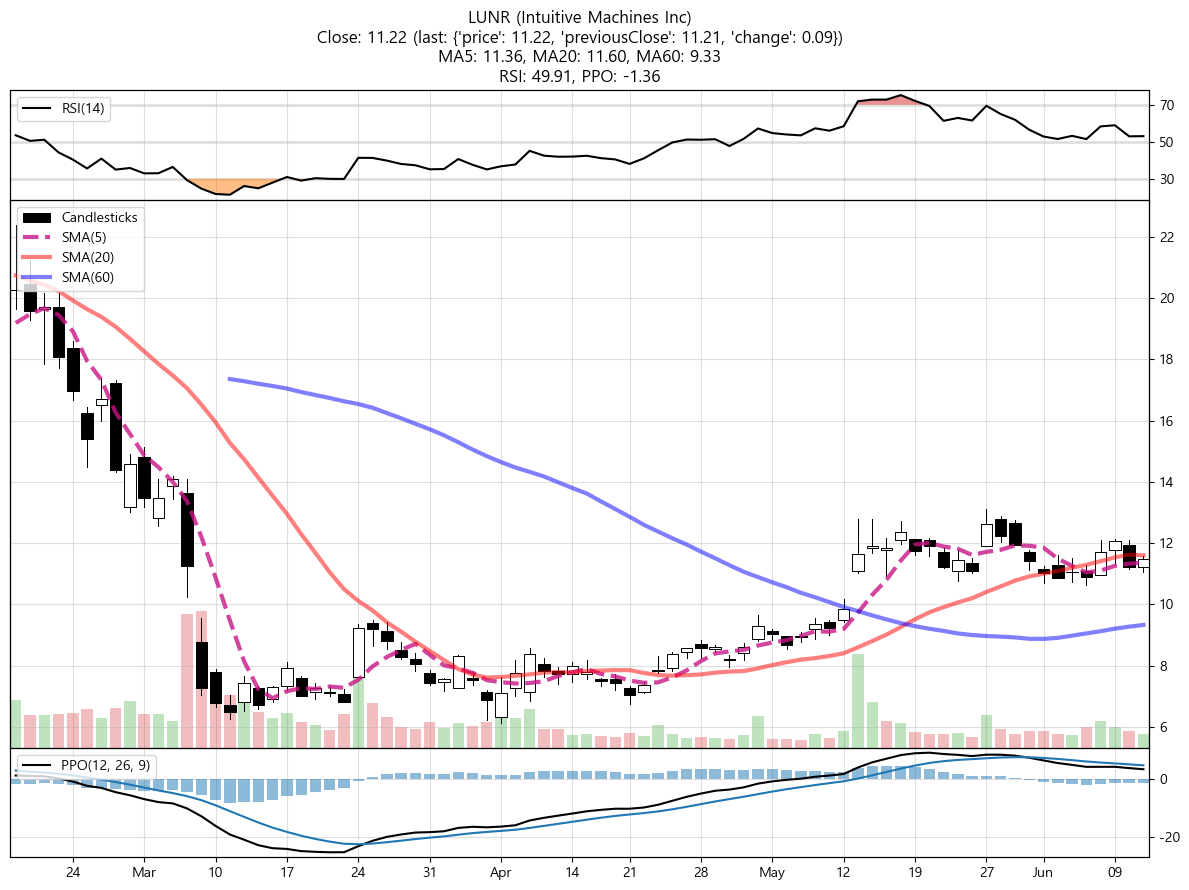 LUNR (Intuitive Machines Inc)
Close: 11.22 (last: {'price': 11.22, 'previousClose': 11.21, 'change': 0.09})
MA5: 11.36, MA20: 11.60, MA60: 9.33
RSI: 49.91, PPO: -1.36
RSI(14)
70
50
30
Candlesticks
SMA(5)
SMA(20)
SMA(60)
22
20
18
16
14
12
10
8
6
PPO(12, 26, 9)
0
-20
24 Mar 10 17 24 31 Apr 14 21 28 May 12 19 27 Jun 09